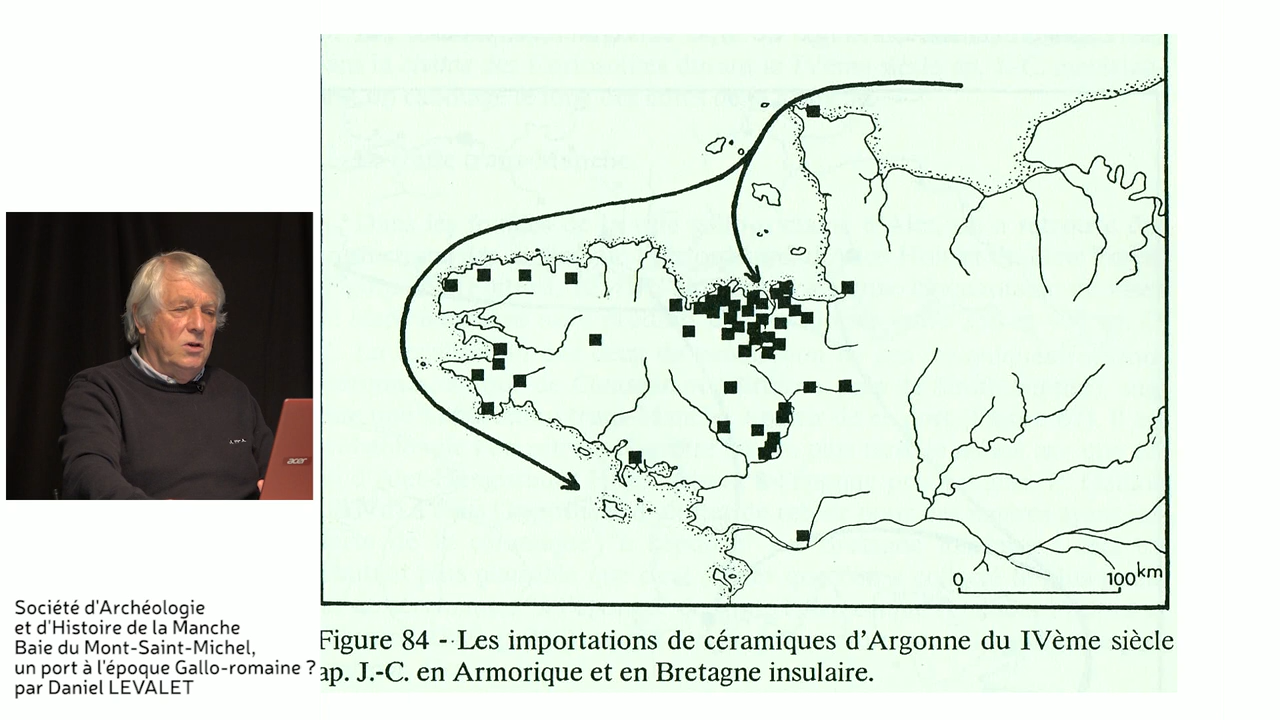 acer
Société d'Archéologie
et d'Histoire de la Manche
Baie du Mont-Saint-Michel,
un port à l'époque Gallo-romaine ?
par Daniel LEVALET
0 100km
Figure 84 - Les importations de céramiques d'Argonne du IVème siècle
ap. J.-C. en Armorique et en Bretagne insulaire.